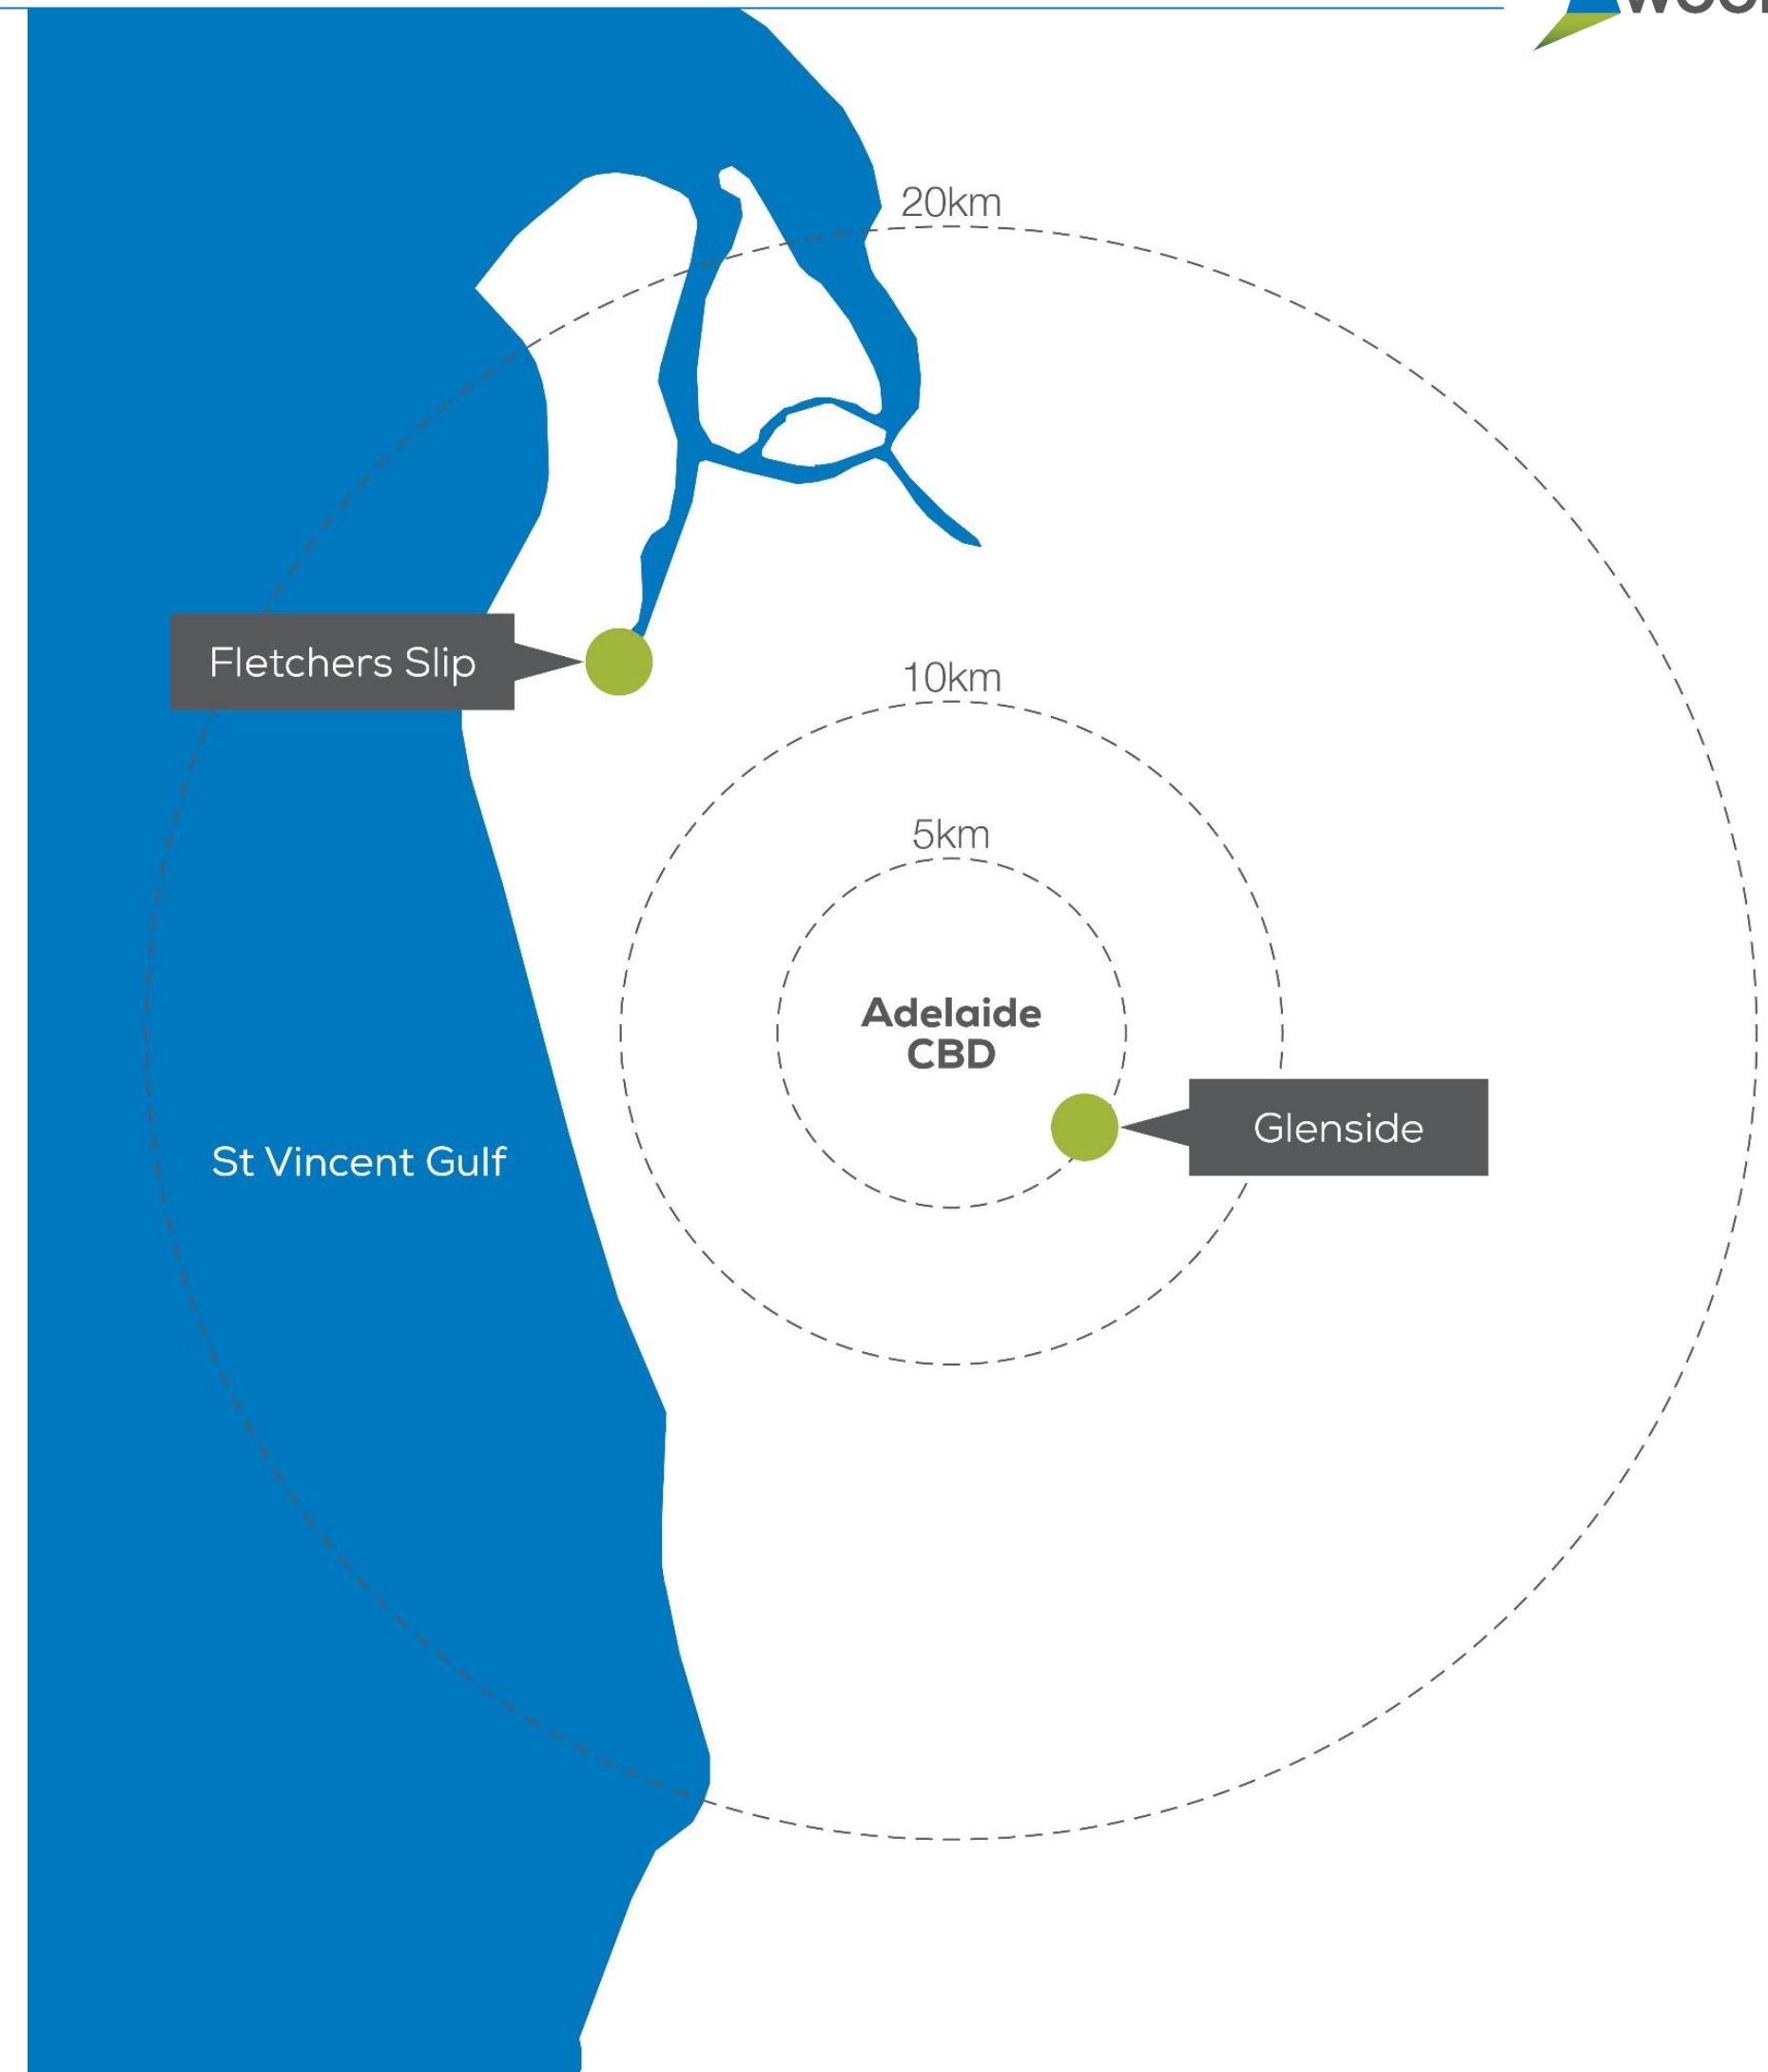 20km
Fletchers Slip
10km
5km
Adelaide
CBD
Glenside
St Vincent Gulf